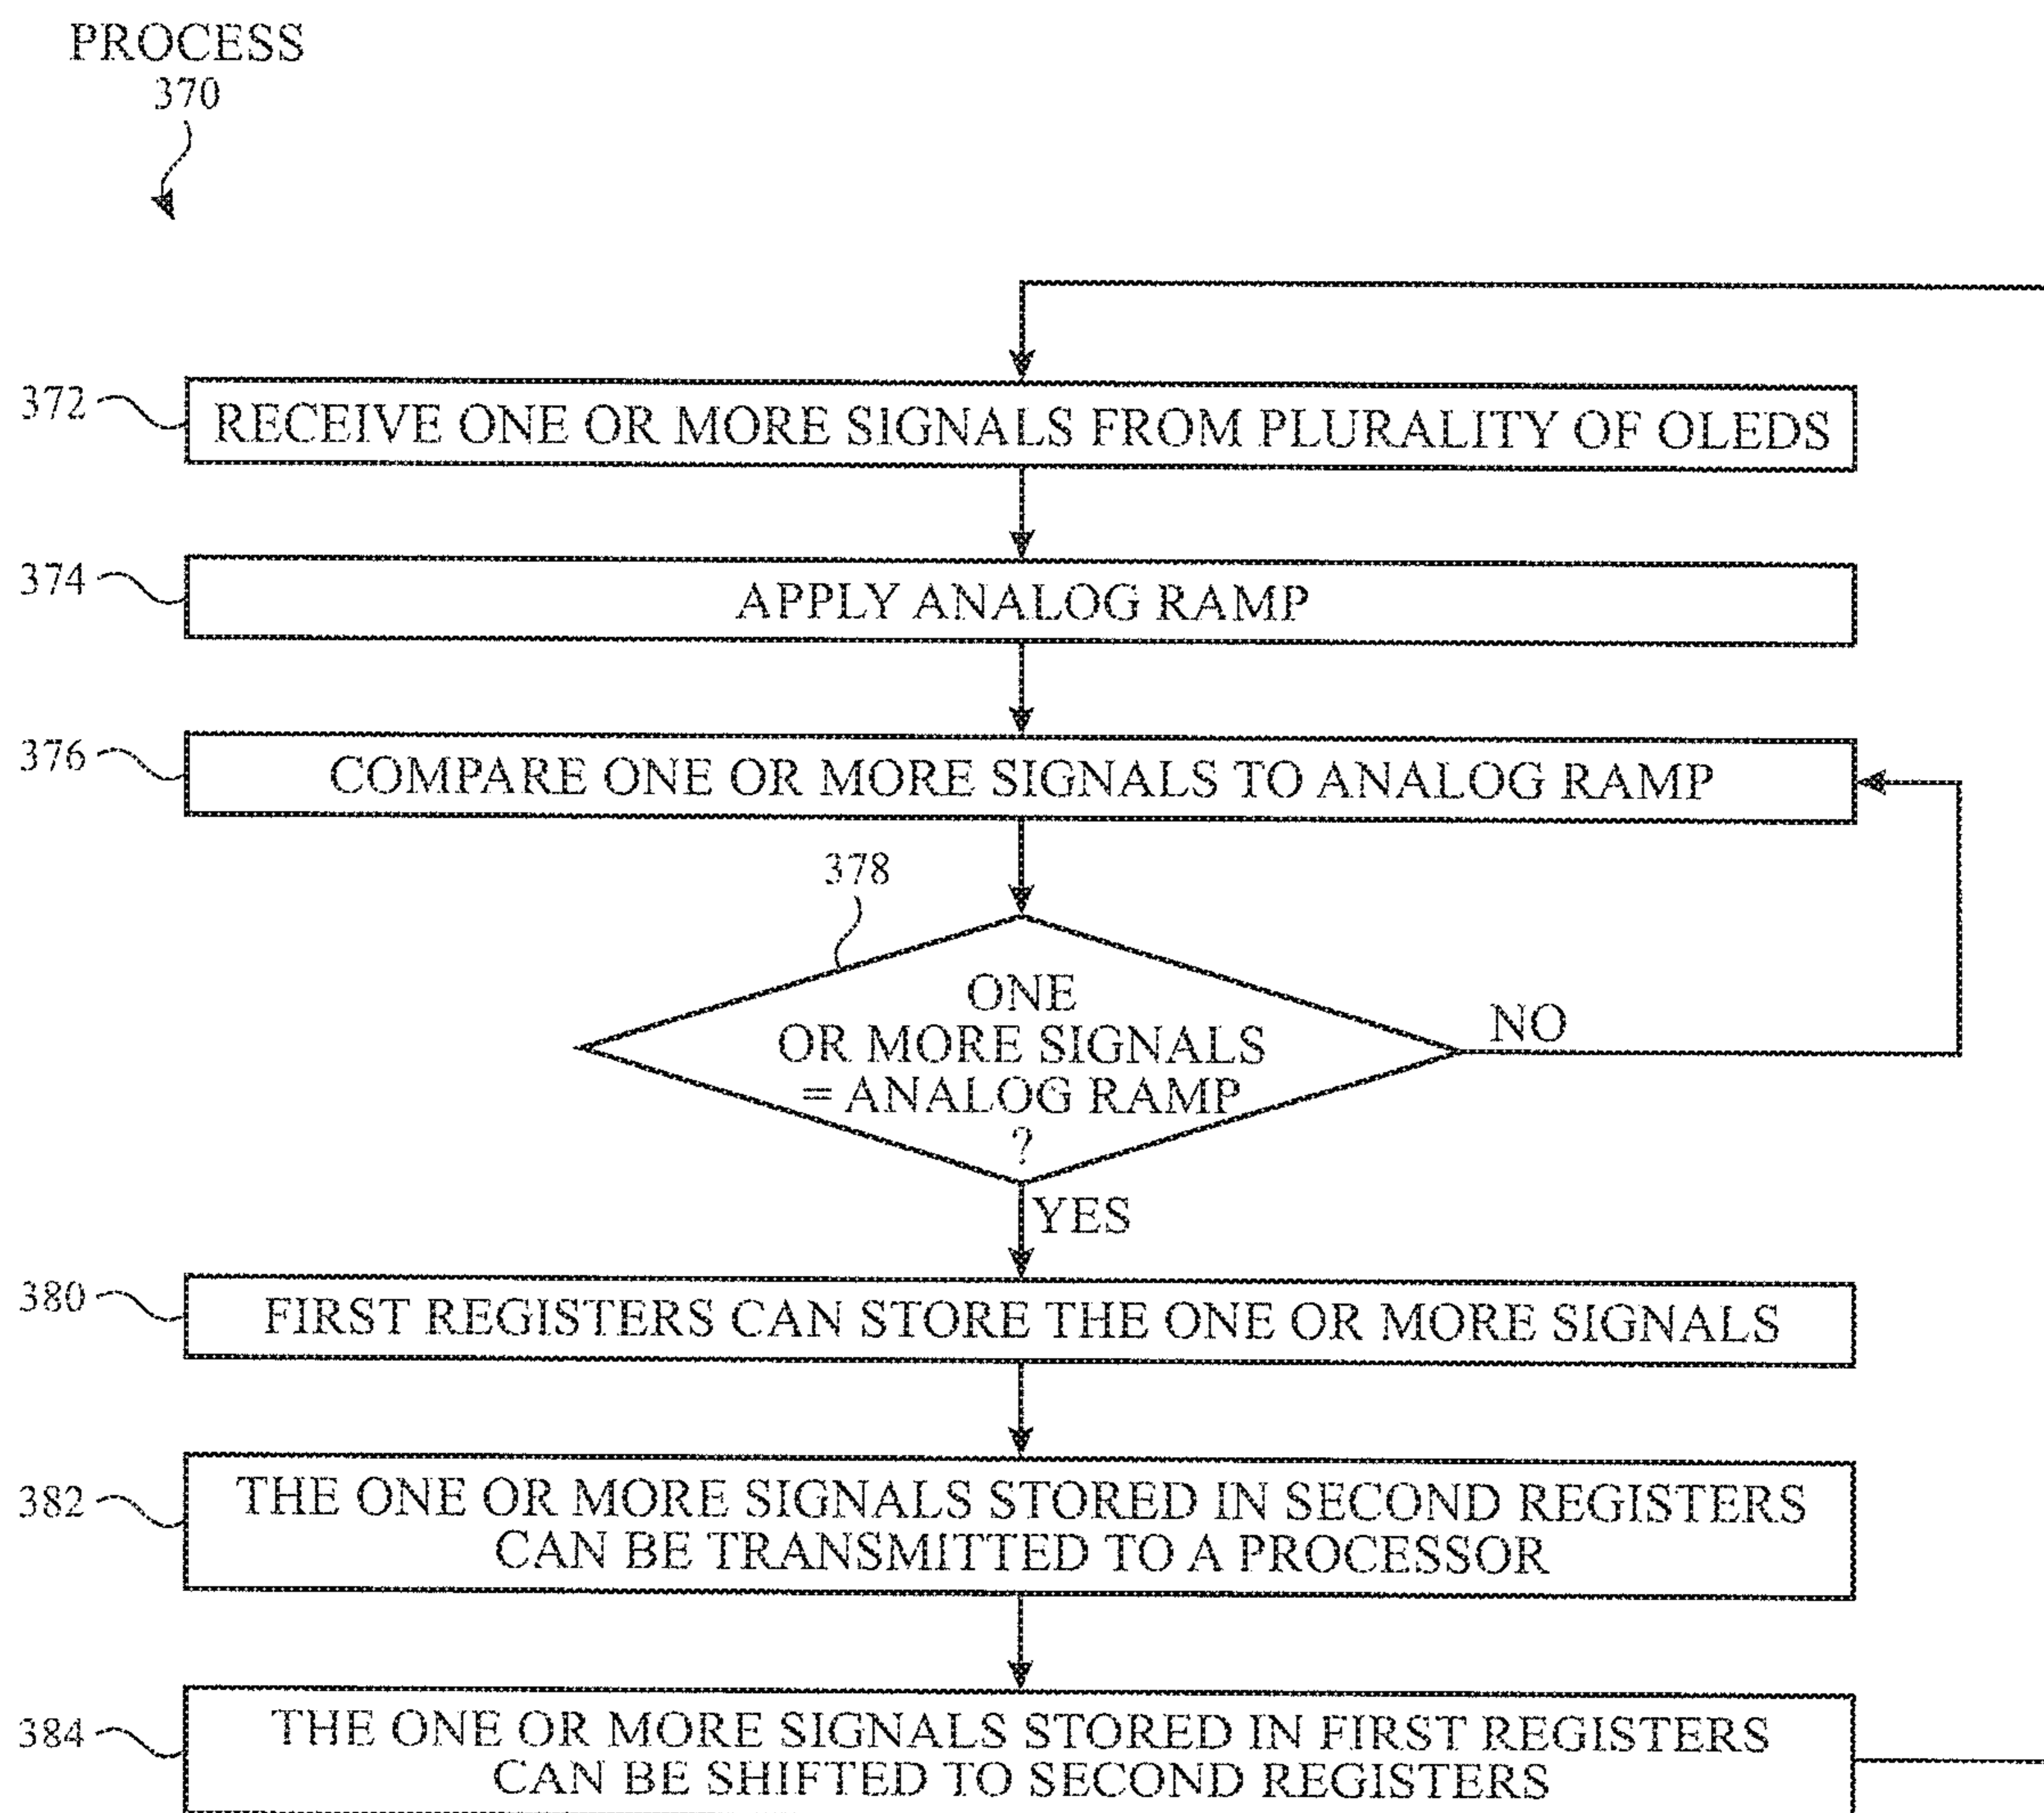 PROCESS
370
372
RECEIVE ONE OR MORE SIGNALS FROM PLURALITY OF OLEDS
374
APPLY ANALOG RAMP
376
COMPARE ONE OR MORE SIGNALS TO ANALOG RAMP
378
ONE
OR MORE SIGNALS
= ANALOG RAMP
?
NO
YES
380
FIRST REGISTERS CAN STORE THE ONE OR MORE SIGNALS
382
THE ONE OR MORE SIGNALS STORED IN SECOND REGISTERS
CAN BE TRANSMITTED TO A PROCESSOR
384
THE ONE OR MORE SIGNALS STORED IN FIRST REGISTERS
CAN BE SHIFTED TO SECOND REGISTERS